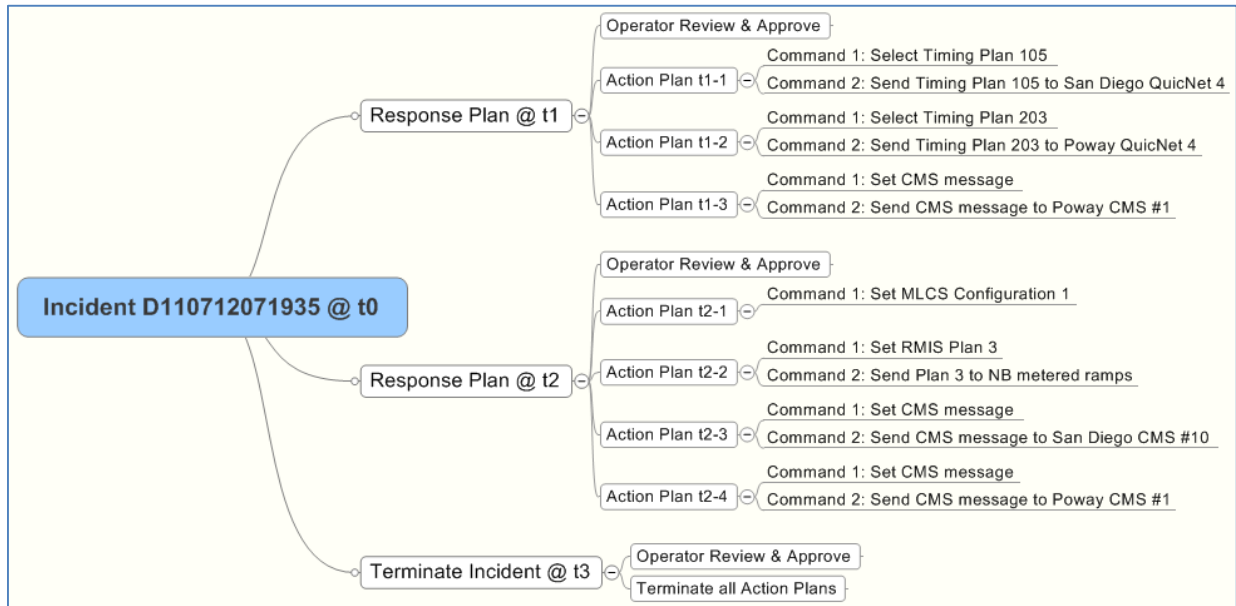 Incident D110712071935 @ t0
Response Plan @ t1
Operator Review & Approve
Action Plan t1-1
Command 1: Select Timing Plan 105
Command 2: Send Timing Plan 105 to San Diego QuicNet 4
Action Plan t1-2
Command 1: Select Timing Plan 203
Command 2: Send Timing Plan 203 to Poway QuicNet 4
Action Plan t1-3
Command 1: Set CMS message
Command 2: Send CMS message to Poway CMS #1
Response Plan @ t2
Operator Review & Approve
Action Plan t2-1
Command 1: Set MLCS Configuration 1
Action Plan t2-2
Command 1: Set RMIS Plan 3
Command 2: Send Plan 3 to NB metered ramps
Action Plan t2-3
Command 1: Set CMS message
Command 2: Send CMS message to San Diego CMS #10
Action Plan t2-4
Command 1: Set CMS message
Command 2: Send CMS message to Poway CMS #1
Terminate Incident @ t3
Operator Review & Approve
Terminate all Action Plans